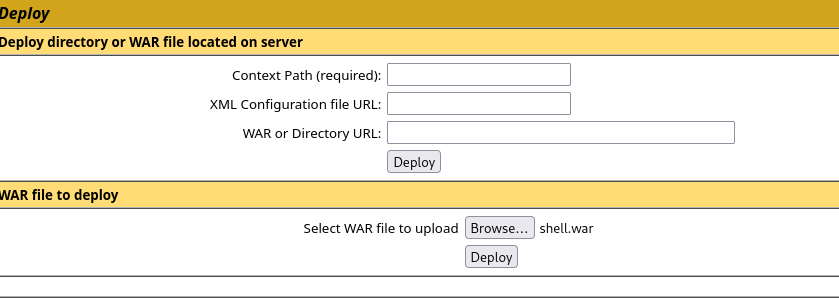 Deploy
Deploy directory or WAR file located on server
Context Path (required):
XML Configuration file URL:
WAR or Directory URL:
Deploy
WAR file to deploy
Select WAR file to upload Browse... shell.war
Deploy